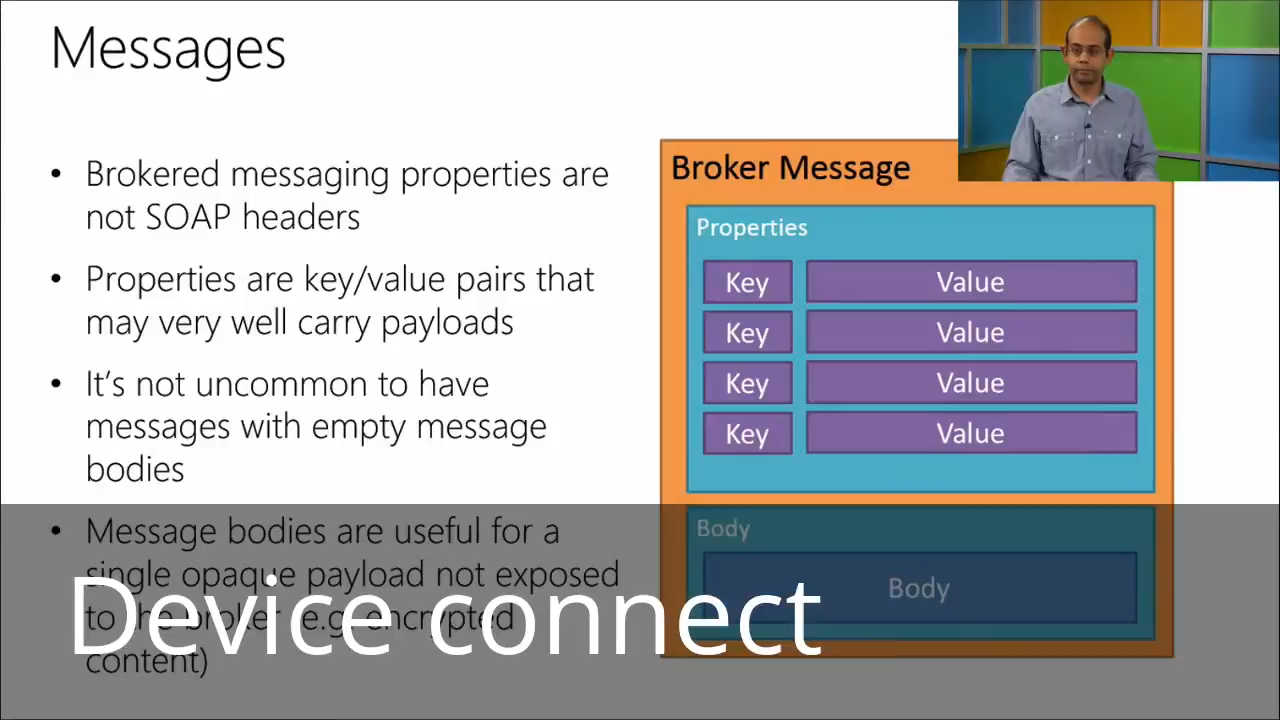 Messages
• Brokered messaging properties are
not SOAP headers
• Properties are key/value pairs that
may very well carry payloads
• It's not uncommon to have
messages with empty message
bodies
• Message bodies are useful for a
single opaque payload not exposed
to the broker (e.g. encrypted
content)
Broker Message
Properties
Key Value
Key Value
Key Value
Key Value
Body
Body
Device connect